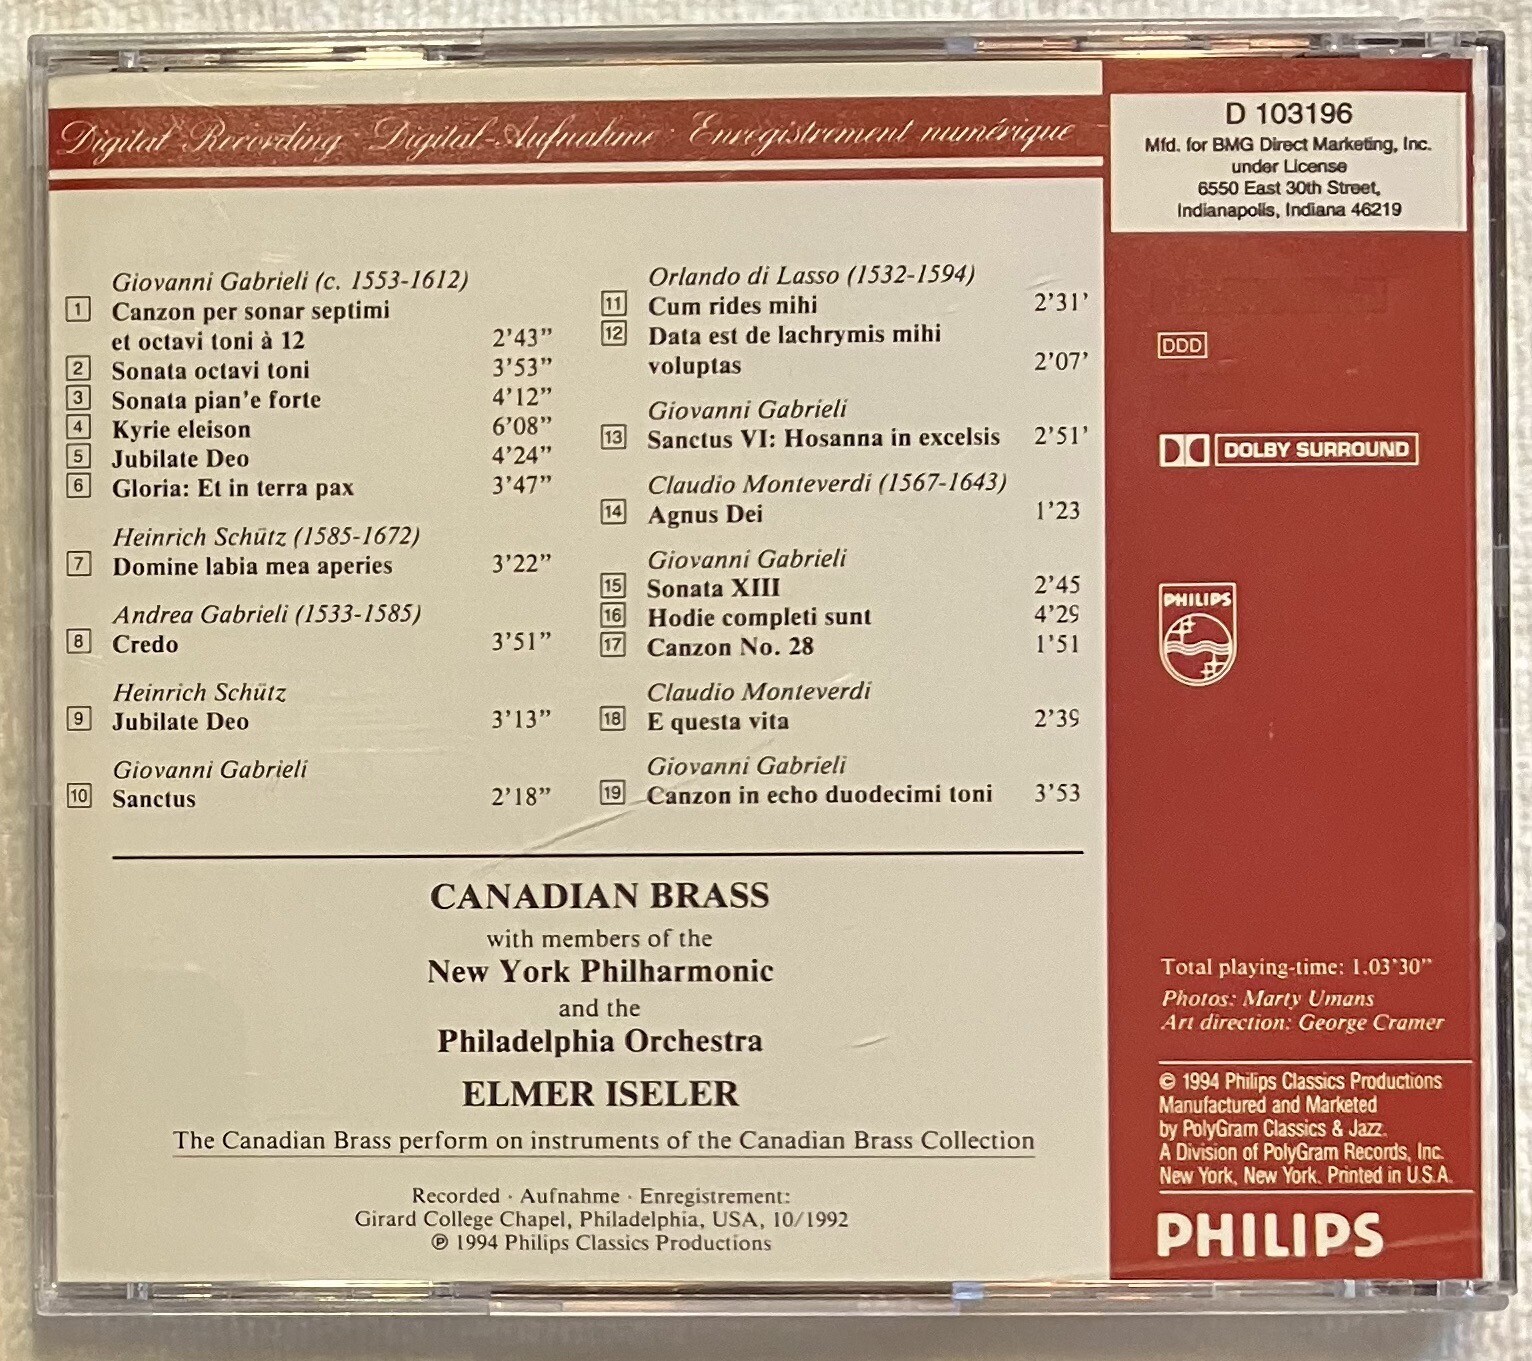 Digital Recording · Digital-Aufnahme · Enregistrement numérique
D 103196
Mfd. for BMG Direct Marketing, Inc.
under License
6550 East 30th Street,
Indianapolis, Indiana 46219
Giovanni Gabrieli (c. 1553-1612)
1 Canzon per sonar septimi
et octavi toni à 12 2’43”
2 Sonata octavi toni 3’53”
3 Sonata pian’e forte 4’12”
4 Kyrie eleison 6’08”
5 Jubilate Deo 4’24”
6 Gloria: Et in terra pax 3’47”
Heinrich Schütz (1585-1672)
7 Domine labia mea aperies 3’22”
Andrea Gabrieli (1533-1585)
8 Credo 3’51”
Heinrich Schütz
9 Jubilate Deo 3’13”
Giovanni Gabrieli
10 Sanctus 2’18”
Orlando di Lasso (1532-1594)
11 Cum rides mihi 2’31’
12 Data est de lachrymis mihi
voluptas 2’07’
Giovanni Gabrieli
13 Sanctus VI: Hosanna in excelsis 2’51’
Claudio Monteverdi (1567-1643)
14 Agnus Dei 1’23
Giovanni Gabrieli
15 Sonata XIII 2’45
16 Hodie completi sunt 4’29
17 Canzon No. 28 1’51
Claudio Monteverdi
18 E questa vita 2’39
Giovanni Gabrieli
19 Canzon in echo duodecimi toni 3’53
CANADIAN BRASS
with members of the
New York Philharmonic
and the
Philadelphia Orchestra
ELMER ISELER
The Canadian Brass perform on instruments of the Canadian Brass Collection
Recorded · Aufnahme · Enregistrement:
Girard College Chapel, Philadelphia, USA, 10/1992
℗ 1994 Philips Classics Productions
DDD
DOLBY SURROUND
PHILIPS
Total playing-time: 1.03’30”
Photos: Marty Umans
Art direction: George Cramer
© 1994 Philips Classics Productions
Manufactured and Marketed
by PolyGram Classics & Jazz.
A Division of PolyGram Records, Inc.
New York, New York. Printed in U.S.A.
PHILIPS